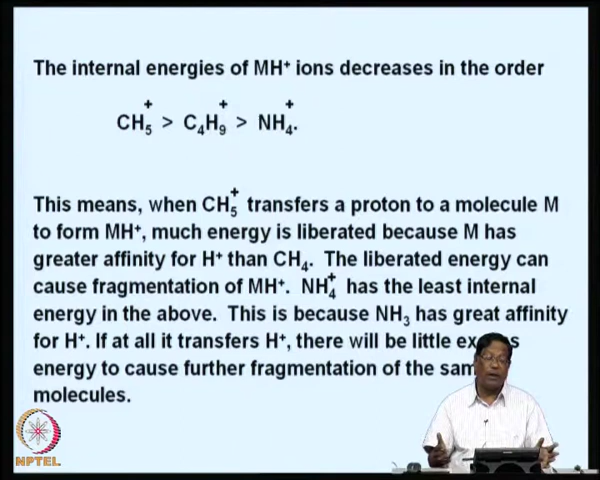 The internal energies of MH⁺ ions decreases in the order
CH₅⁺ > C₄H₉⁺ > NH₄⁺.
This means, when CH₅⁺ transfers a proton to a molecule M
to form MH⁺, much energy is liberated because M has
greater affinity for H⁺ than CH₄. The liberated energy can
cause fragmentation of MH⁺. NH₄⁺ has the least internal
energy in the above. This is because NH₃ has great affinity
for H⁺. If at all it transfers H⁺, there will be little
energy to cause further fragmentation of the
molecules.
NPTEL